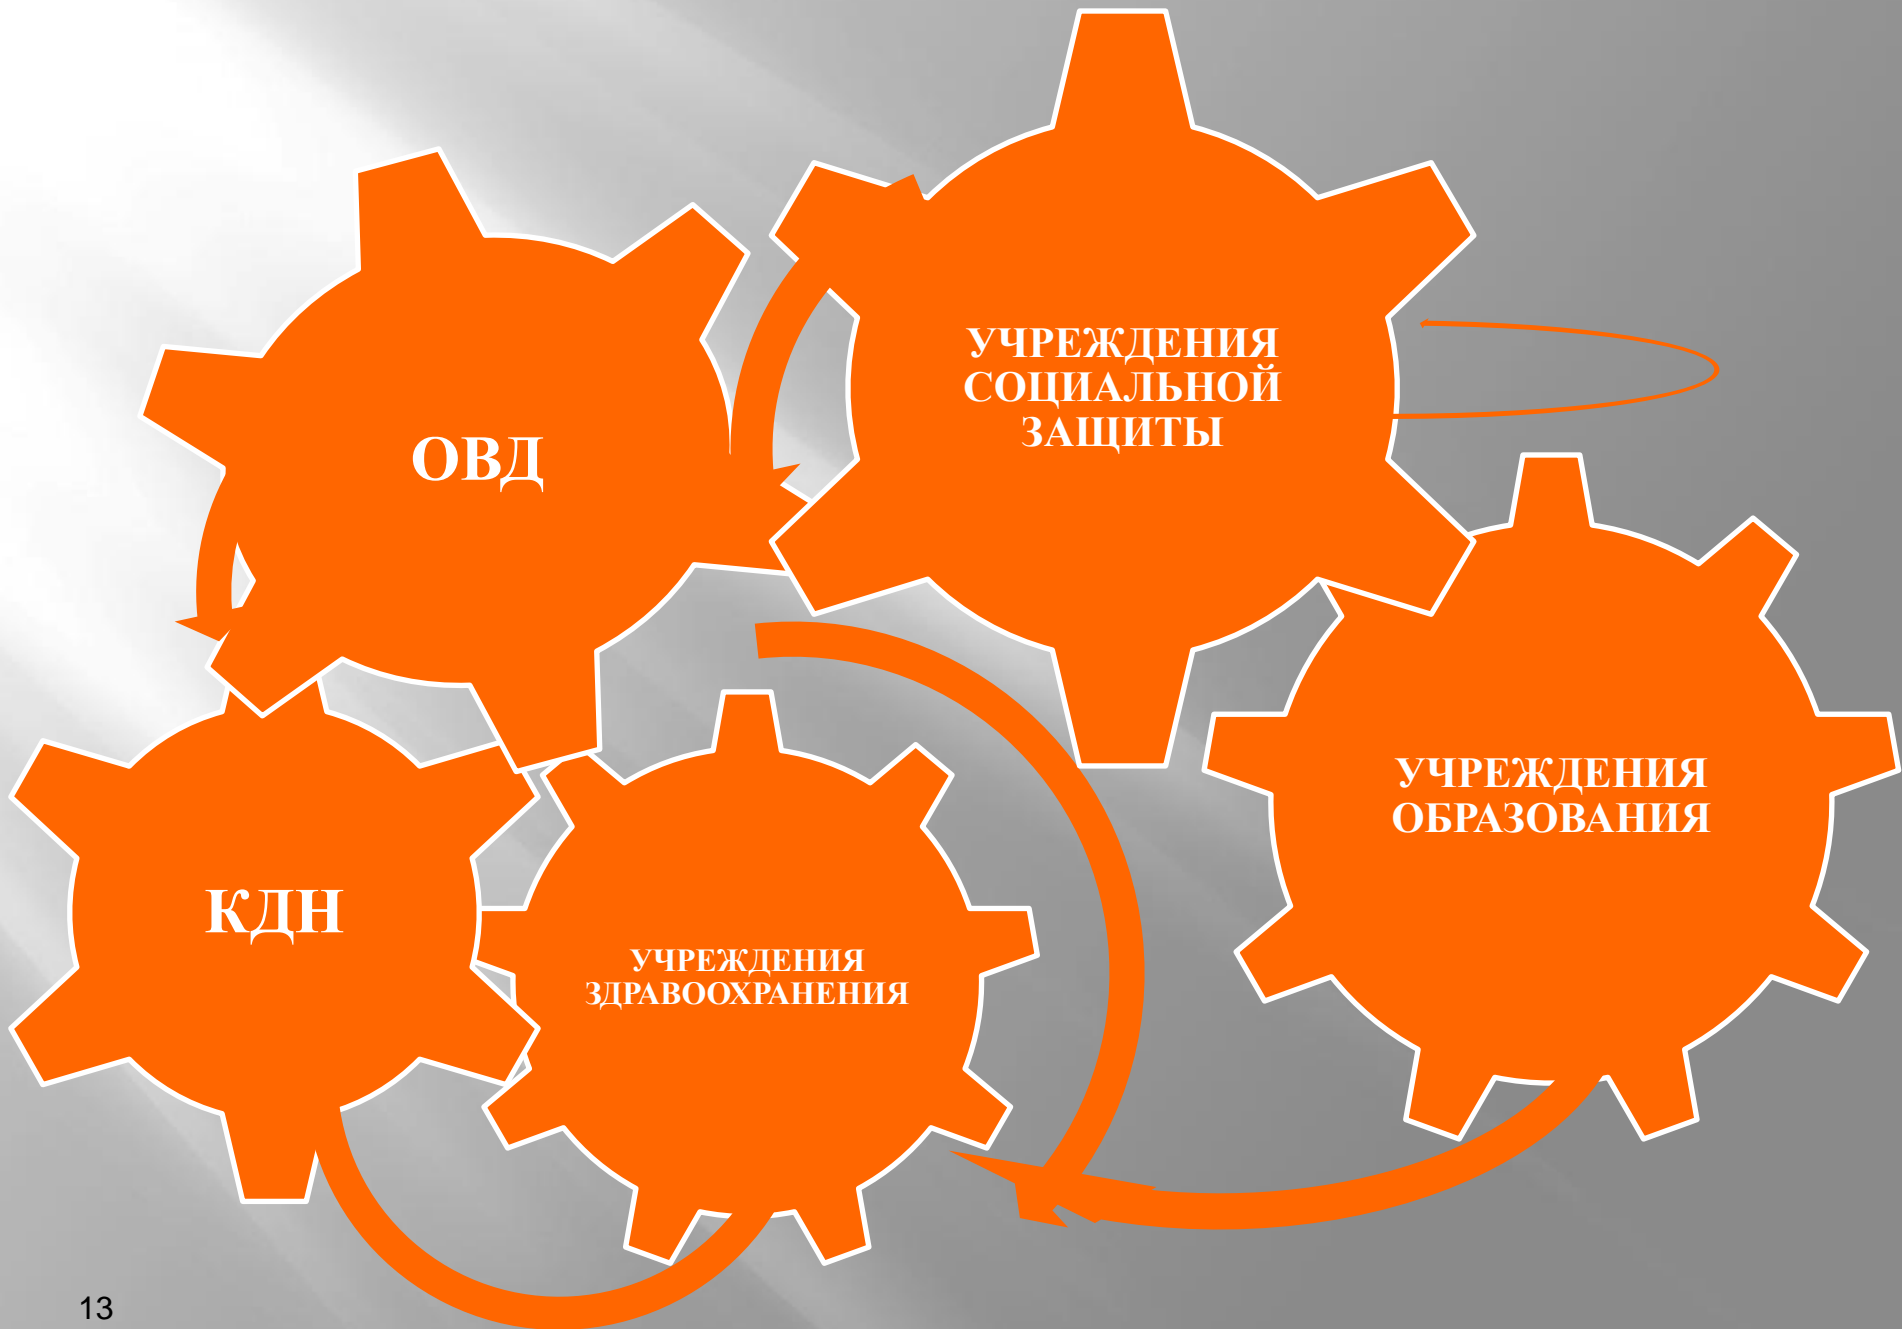 УЧРЕЖДЕНИЯ
СОЦИАЛЬНОЙ
ЗАЩИТЫ
ОВД
УЧРЕЖДЕНИЯ
ОБРАЗОВАНИЯ
КДН
УЧРЕЖДЕНИЯ
ЗДРАВООХРАНЕНИЯ
13